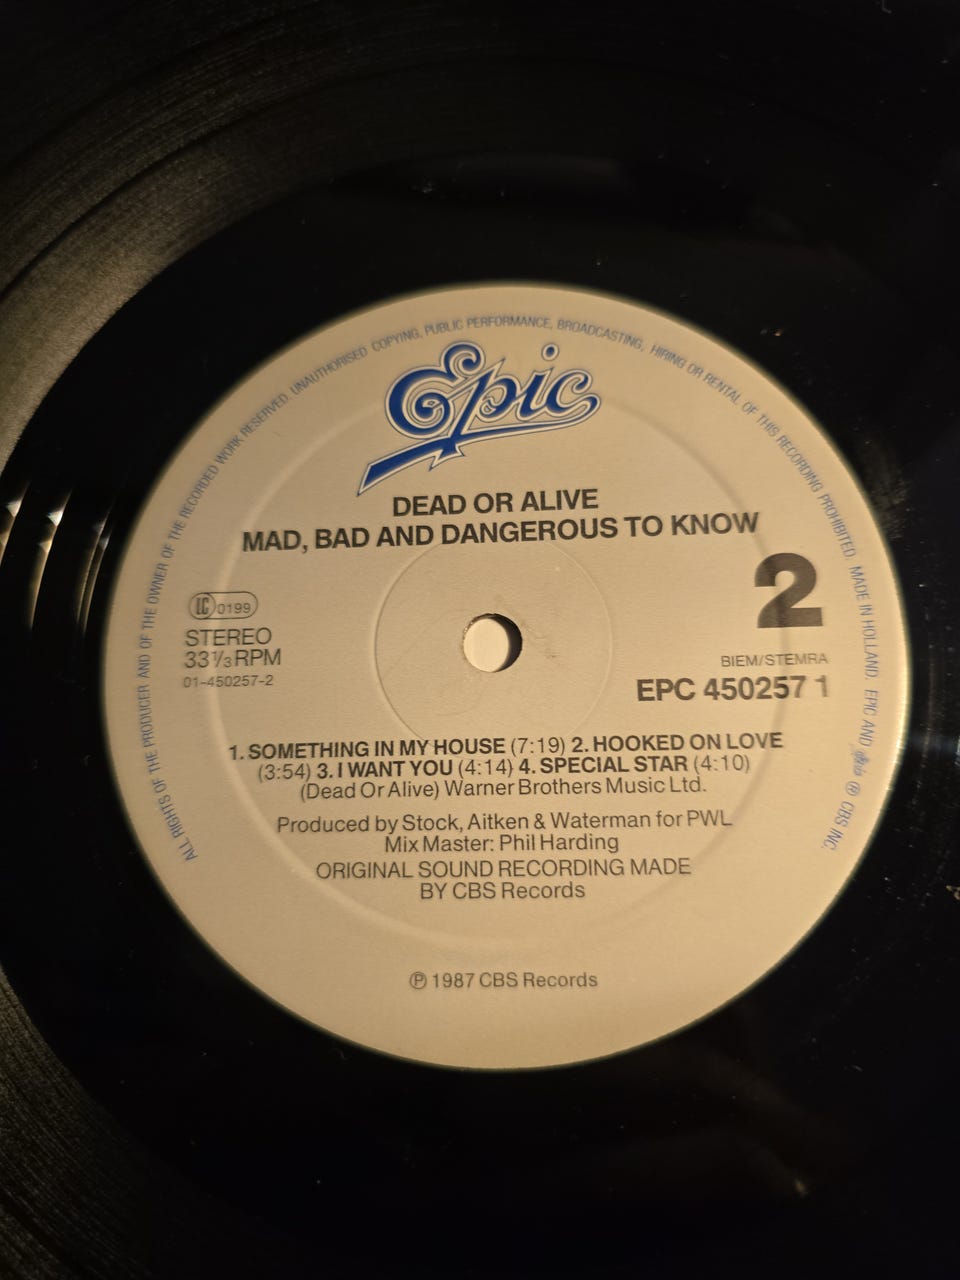 ALL RIGHTS OF THE PRODUCER AND OF THE OWNER OF THE RECORDED WORK RESERVED. UNAUTHORISED COPYING, PUBLIC PERFORMANCE, BROADCASTING, HIRING OR RENTAL OF THIS RECORDING PROHIBITED. MADE IN HOLLAND. EPIC AND ® CBS INC.
Epic
DEAD OR ALIVE
MAD, BAD AND DANGEROUS TO KNOW
2
LC 0199
STEREO
33⅓ RPM
01-450257-2
BIEM/STEMRA
EPC 450257 1
1. SOMETHING IN MY HOUSE (7:19) 2. HOOKED ON LOVE
(3:54) 3. I WANT YOU (4:14) 4. SPECIAL STAR (4:10)
(Dead Or Alive) Warner Brothers Music Ltd.
Produced by Stock, Aitken & Waterman for PWL
Mix Master: Phil Harding
ORIGINAL SOUND RECORDING MADE
BY CBS Records
℗ 1987 CBS Records